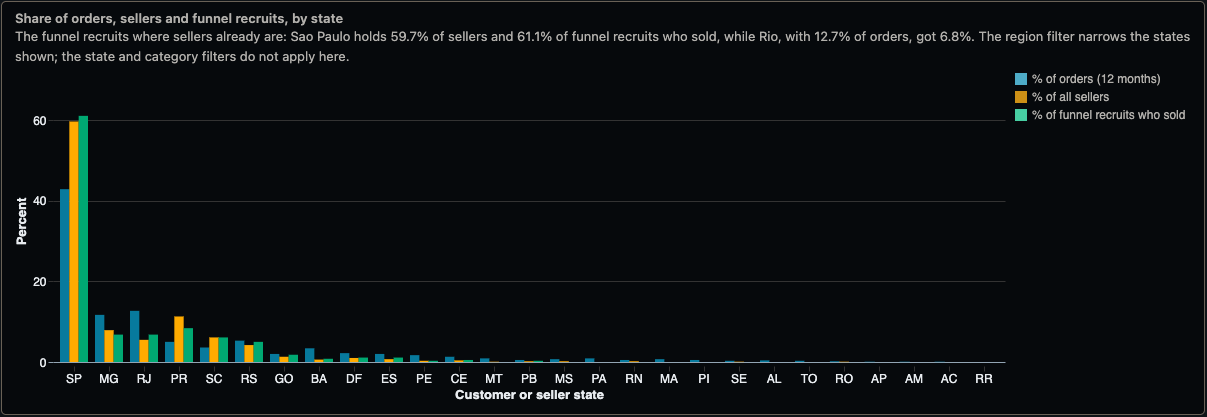 Share of orders, sellers and funnel recruits, by state
The funnel recruits where sellers already are: Sao Paulo holds 59.7% of sellers and 61.1% of funnel recruits who sold, while Rio, with 12.7% of orders, got 6.8%. The region filter narrows the states
shown; the state and category filters do not apply here.
% of orders (12 months)
% of all sellers
% of funnel recruits who sold
Percent
60
40
20
0
SP MG RJ PR SC RS GO BA DF ES PE CE MT PB MS PA RN MA PI SE AL TO RO AP AM AC RR
Customer or seller state